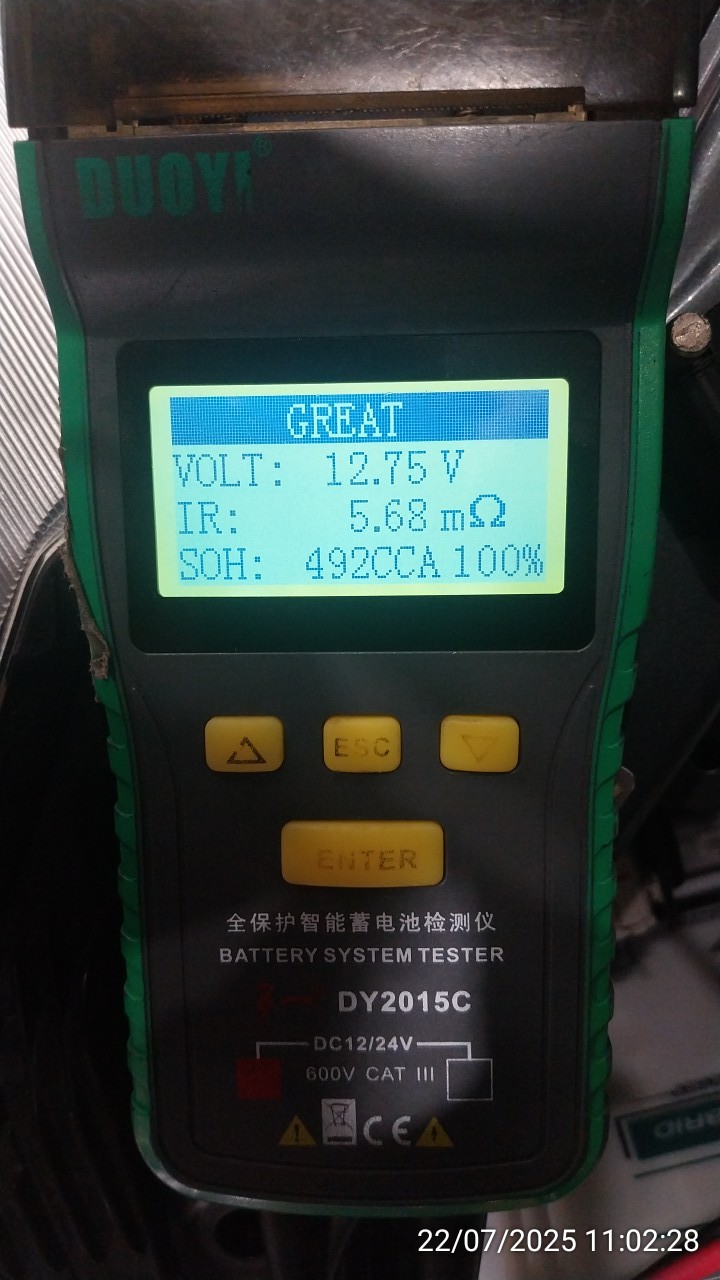 DUOYI®
GREAT
VOLT: 12.75 V
IR: 5.68 mΩ
SOH: 492CCA 100%
ESC
ENTER
全保护智能蓄电池检测仪
BATTERY SYSTEM TESTER
DY2015C
DC12/24V
600V CAT III
CE
22/07/2025 11:02:28